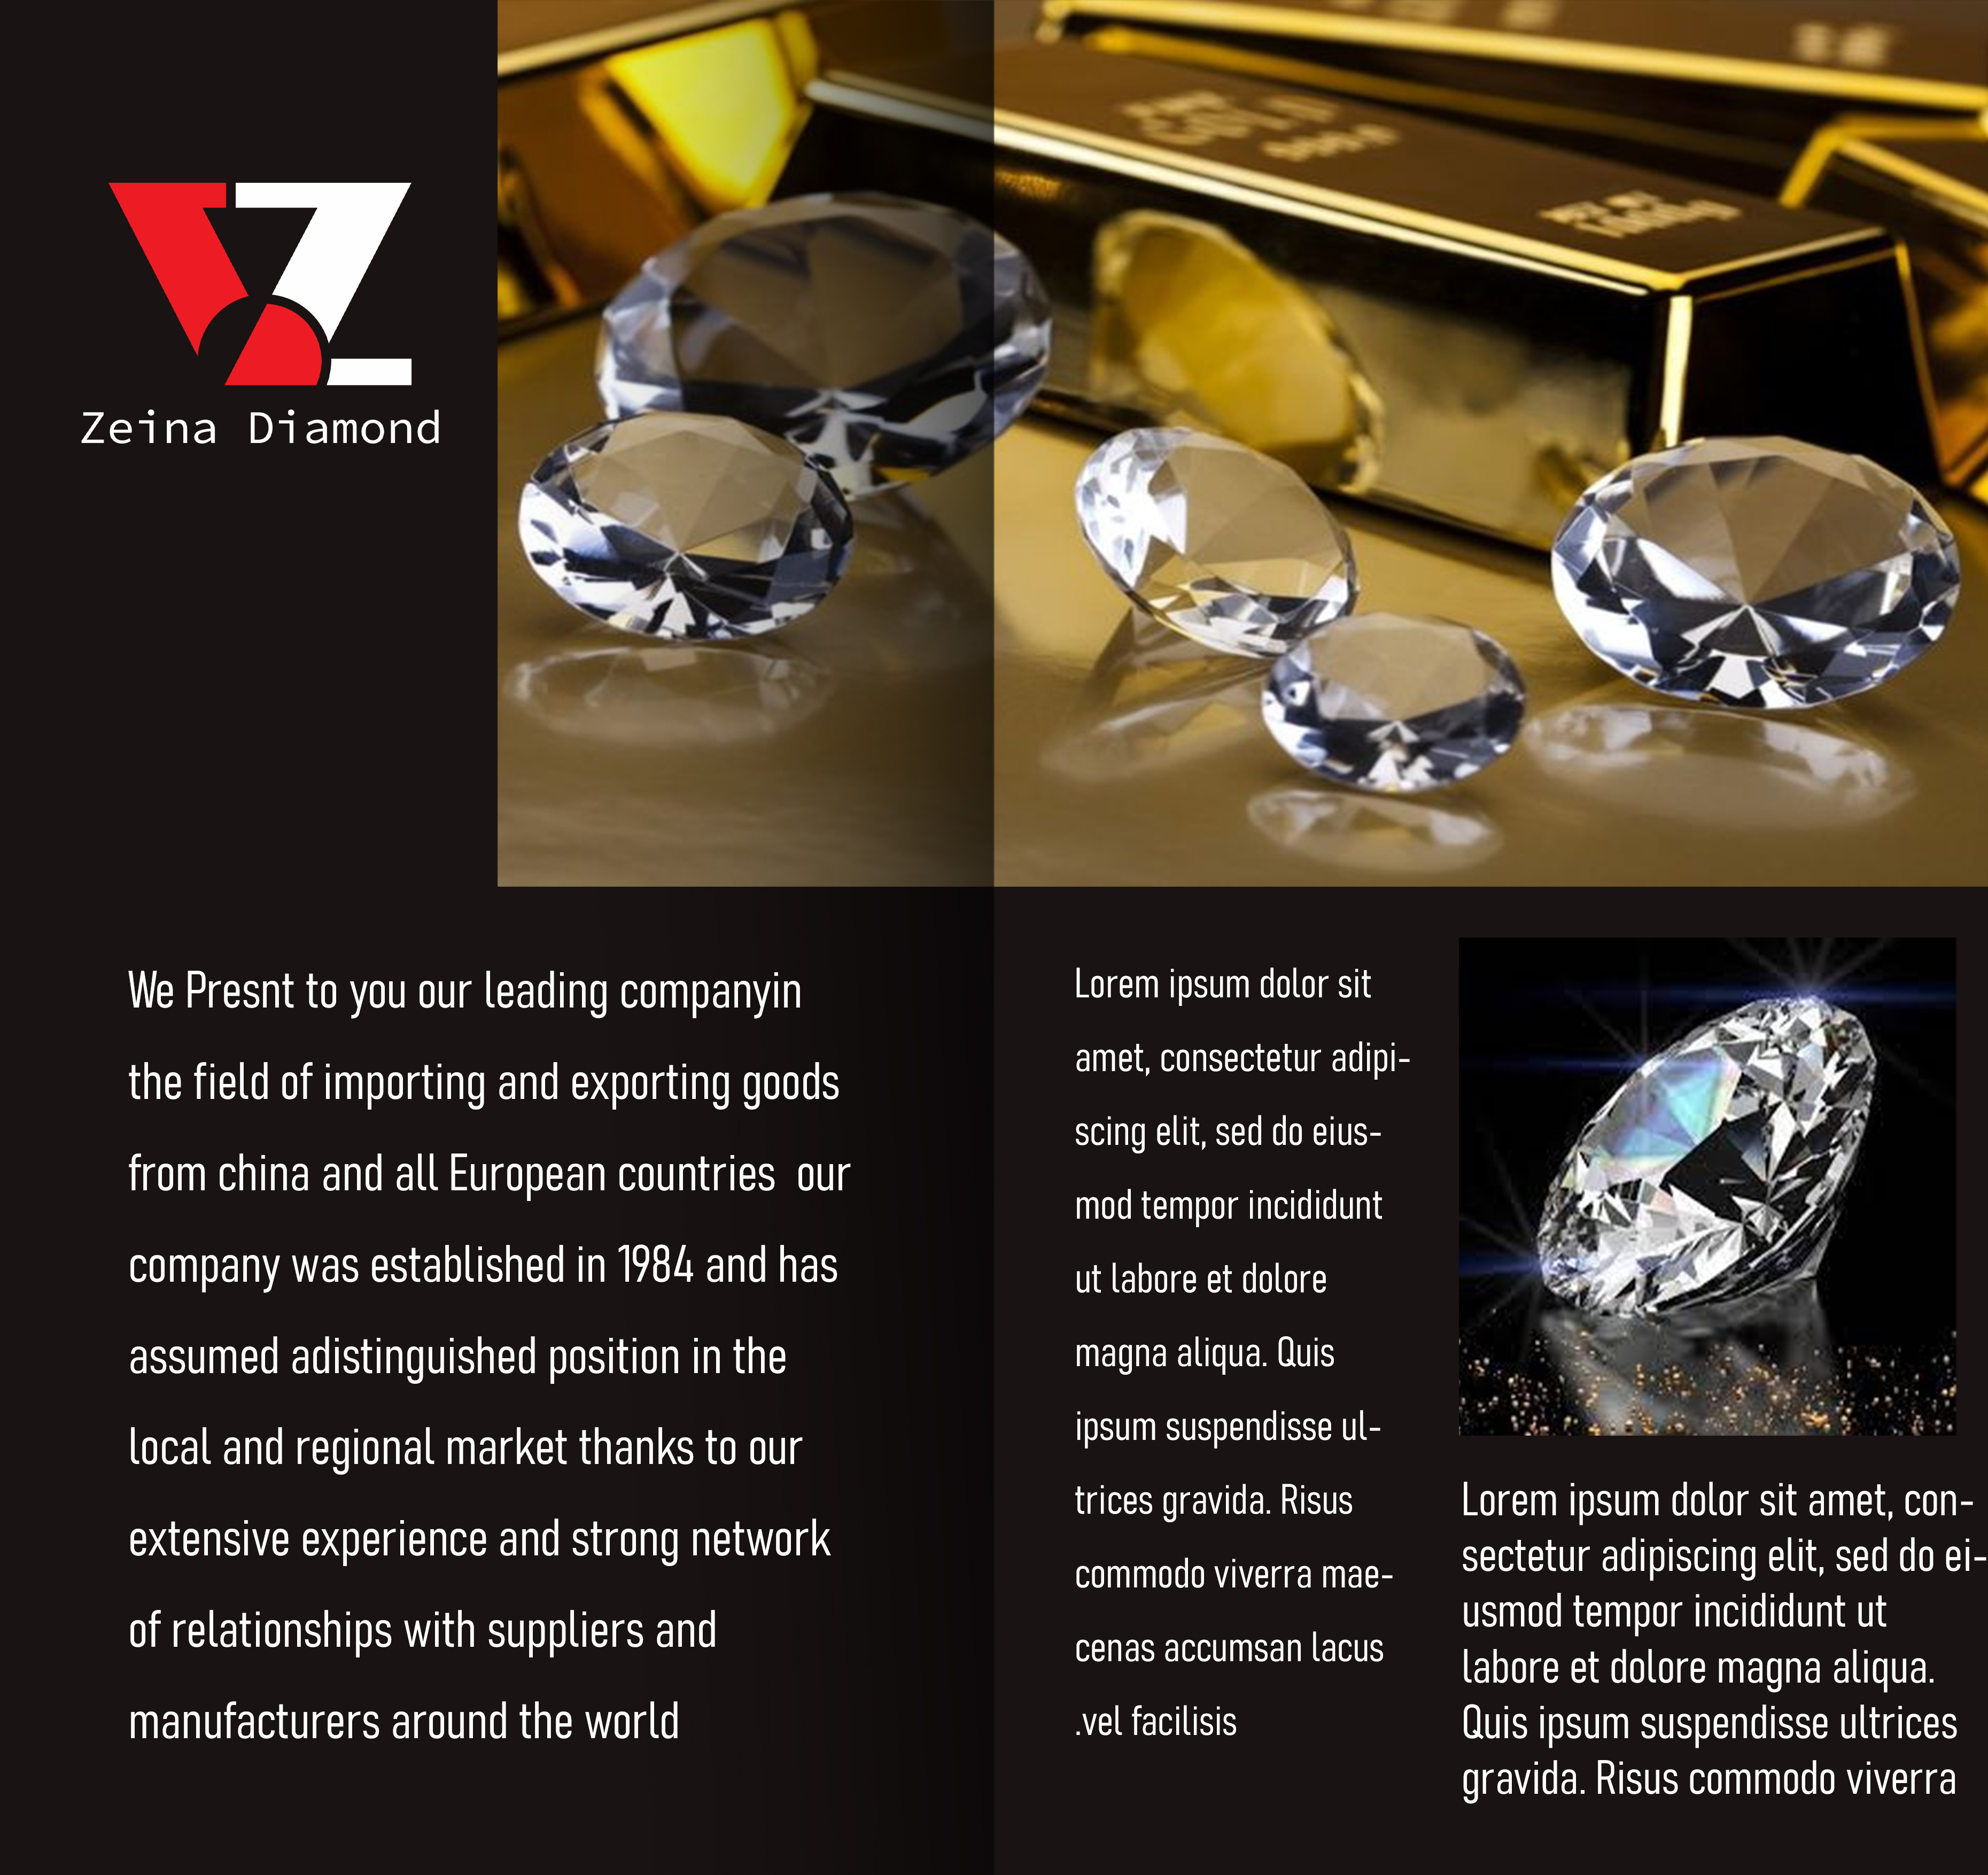 Zeina Diamond
We Presnt to you our leading companyin
the field of importing and exporting goods
from china and all European countries  our
company was established in 1984 and has
assumed adistinguished position in the
local and regional market thanks to our
extensive experience and strong network
of relationships with suppliers and
manufacturers around the world
Lorem ipsum dolor sit
amet, consectetur adipi-
scing elit, sed do eius-
mod tempor incididunt
ut labore et dolore
magna aliqua. Quis
ipsum suspendisse ul-
trices gravida. Risus
commodo viverra mae-
cenas accumsan lacus
.vel facilisis
Lorem ipsum dolor sit amet, con-
sectetur adipiscing elit, sed do ei-
usmod tempor incididunt ut
labore et dolore magna aliqua.
Quis ipsum suspendisse ultrices
gravida. Risus commodo viverra